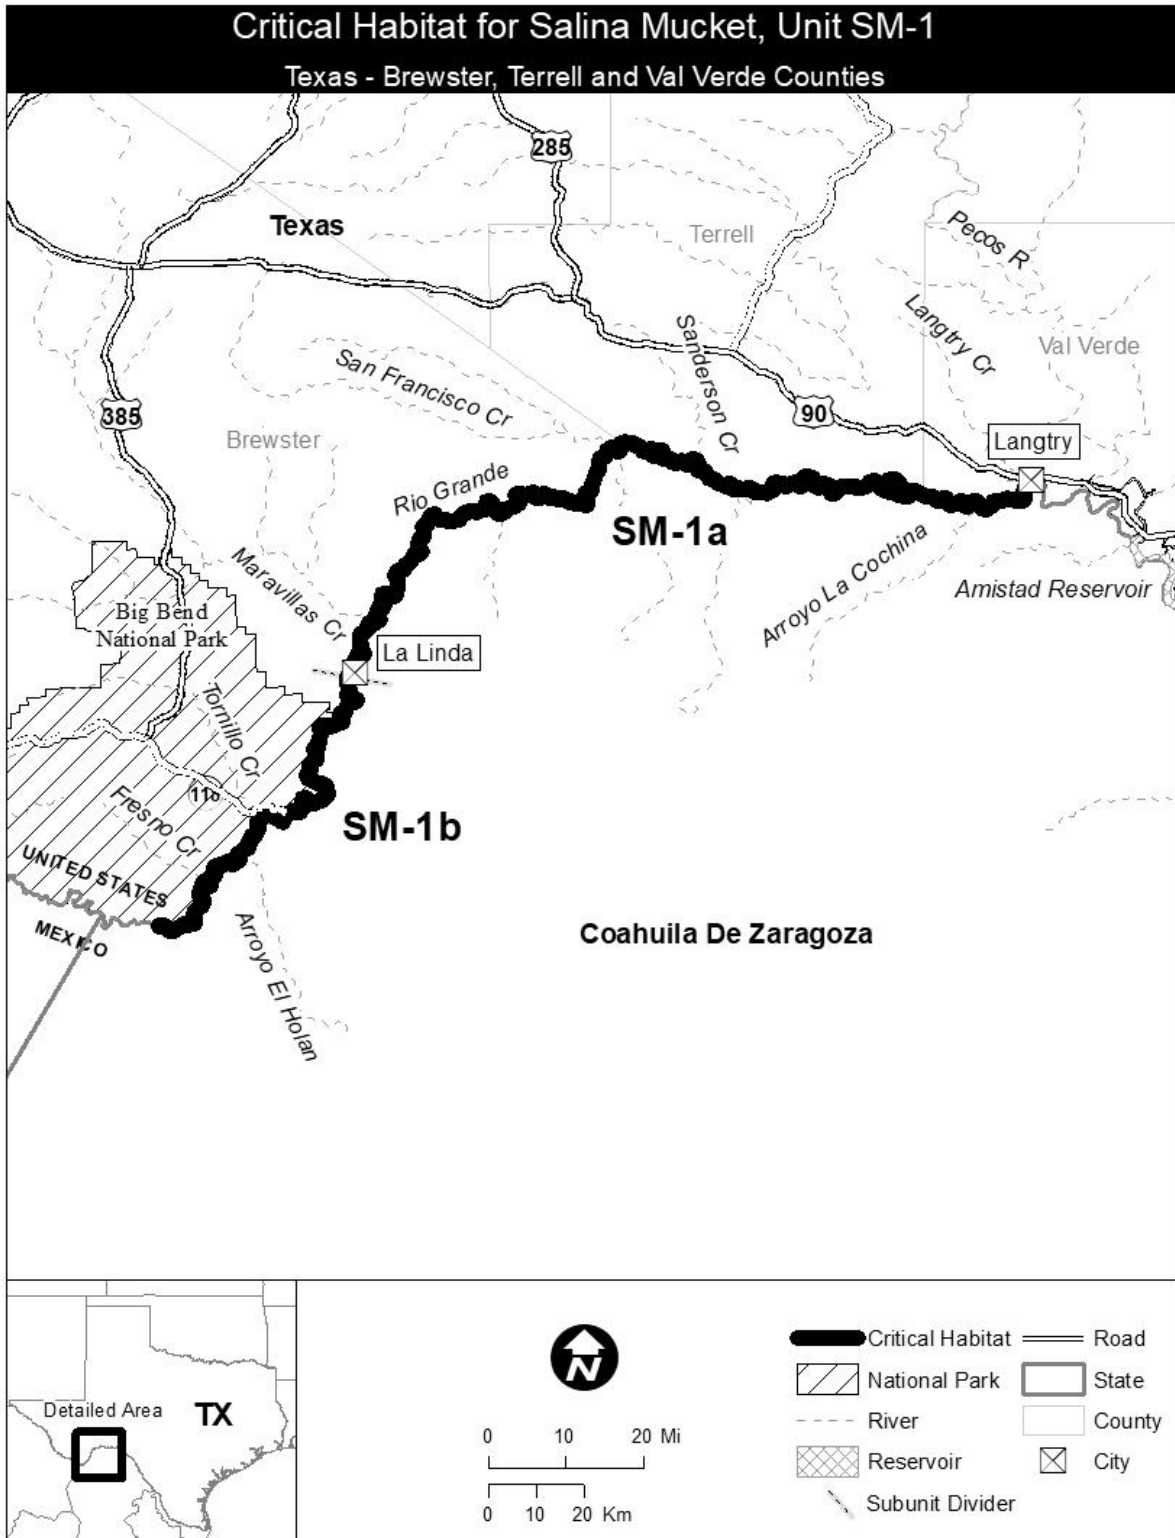 Critical Habitat for Salina Mucket, Unit SM-1
Texas - Brewster, Terrell and Val Verde Counties
285
Texas
Terrell
Pecos R
Langtry Cr
Val Verde
Sanderson Cr
San Francisco Cr
385
90
Brewster
Langtry
Rio Grande
SM-1a
Arroyo La Cochina
Amistad Reservoir
Maravillas Cr
Big Bend
National Park
La Linda
Tornillo Cr
118
Fresno Cr
SM-1b
UNITED STATES
MEXICO
Arroyo El Holan
Coahuila De Zaragoza
Detailed Area
TX
N
0 10 20 Mi
0 10 20 Km
Critical Habitat
Road
National Park
State
River
County
Reservoir
City
Subunit Divider